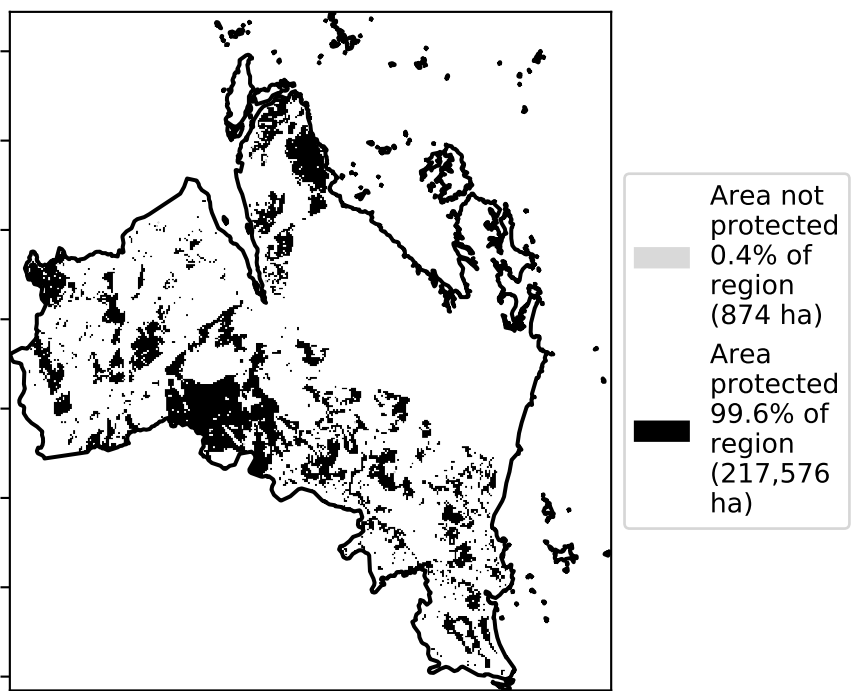 Area not
protected
0.4% of
region
(874 ha)
Area
protected
99.6% of
region
(217,576
ha)